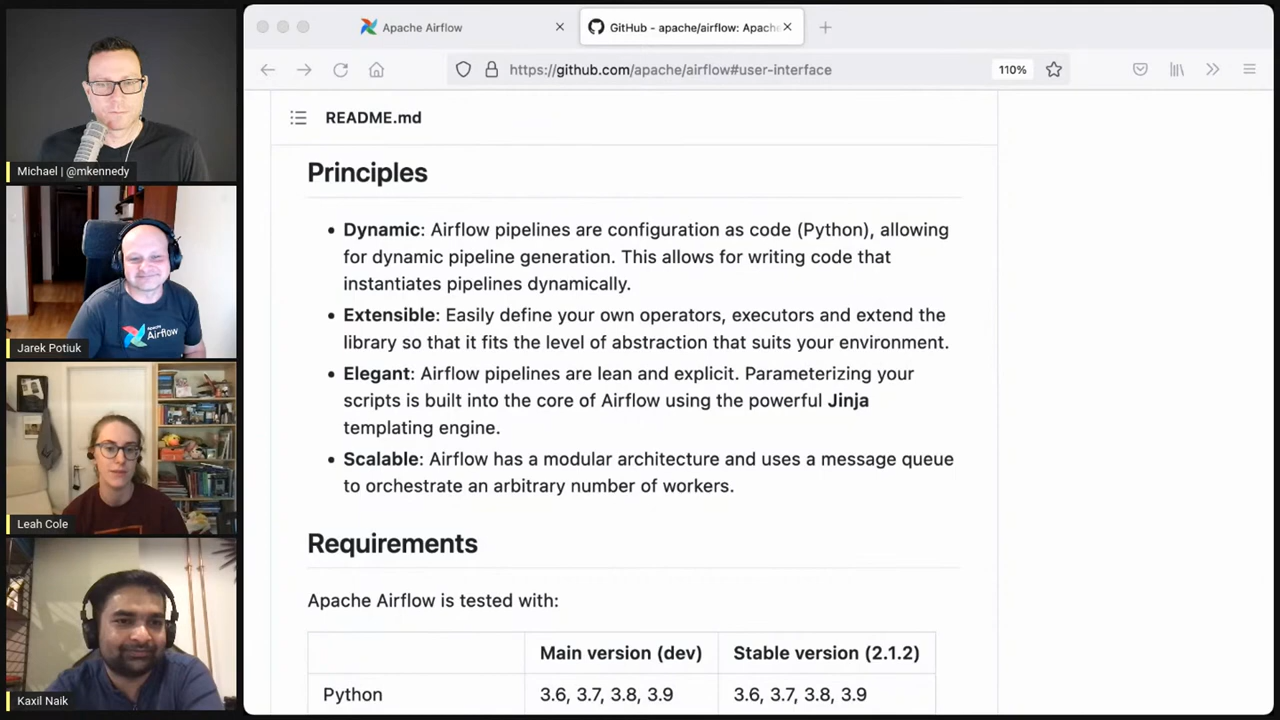 Michael | @mkennedy
APACHE
Airflow
Jarek Potiuk
Leah Cole
Kaxil Naik
Apache Airflow
GitHub - apache/airflow: Apache
https://github.com/apache/airflow#user-interface
110%
README.md
Principles
• Dynamic: Airflow pipelines are configuration as code (Python), allowing
for dynamic pipeline generation. This allows for writing code that
instantiates pipelines dynamically.
• Extensible: Easily define your own operators, executors and extend the
library so that it fits the level of abstraction that suits your environment.
• Elegant: Airflow pipelines are lean and explicit. Parameterizing your
scripts is built into the core of Airflow using the powerful Jinja
templating engine.
• Scalable: Airflow has a modular architecture and uses a message queue
to orchestrate an arbitrary number of workers.
Requirements
Apache Airflow is tested with:
Main version (dev) Stable version (2.1.2)
Python 3.6, 3.7, 3.8, 3.9 3.6, 3.7, 3.8, 3.9